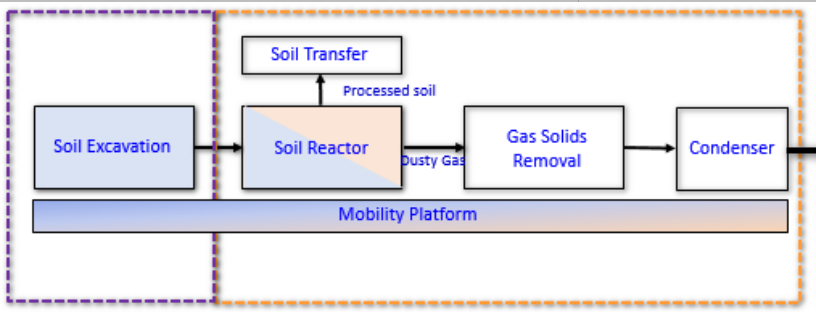 Soil Transfer
Processed soil
Soil Excavation
Soil Reactor
Dusty Gas
Gas Solids
Removal
Condenser
Mobility Platform